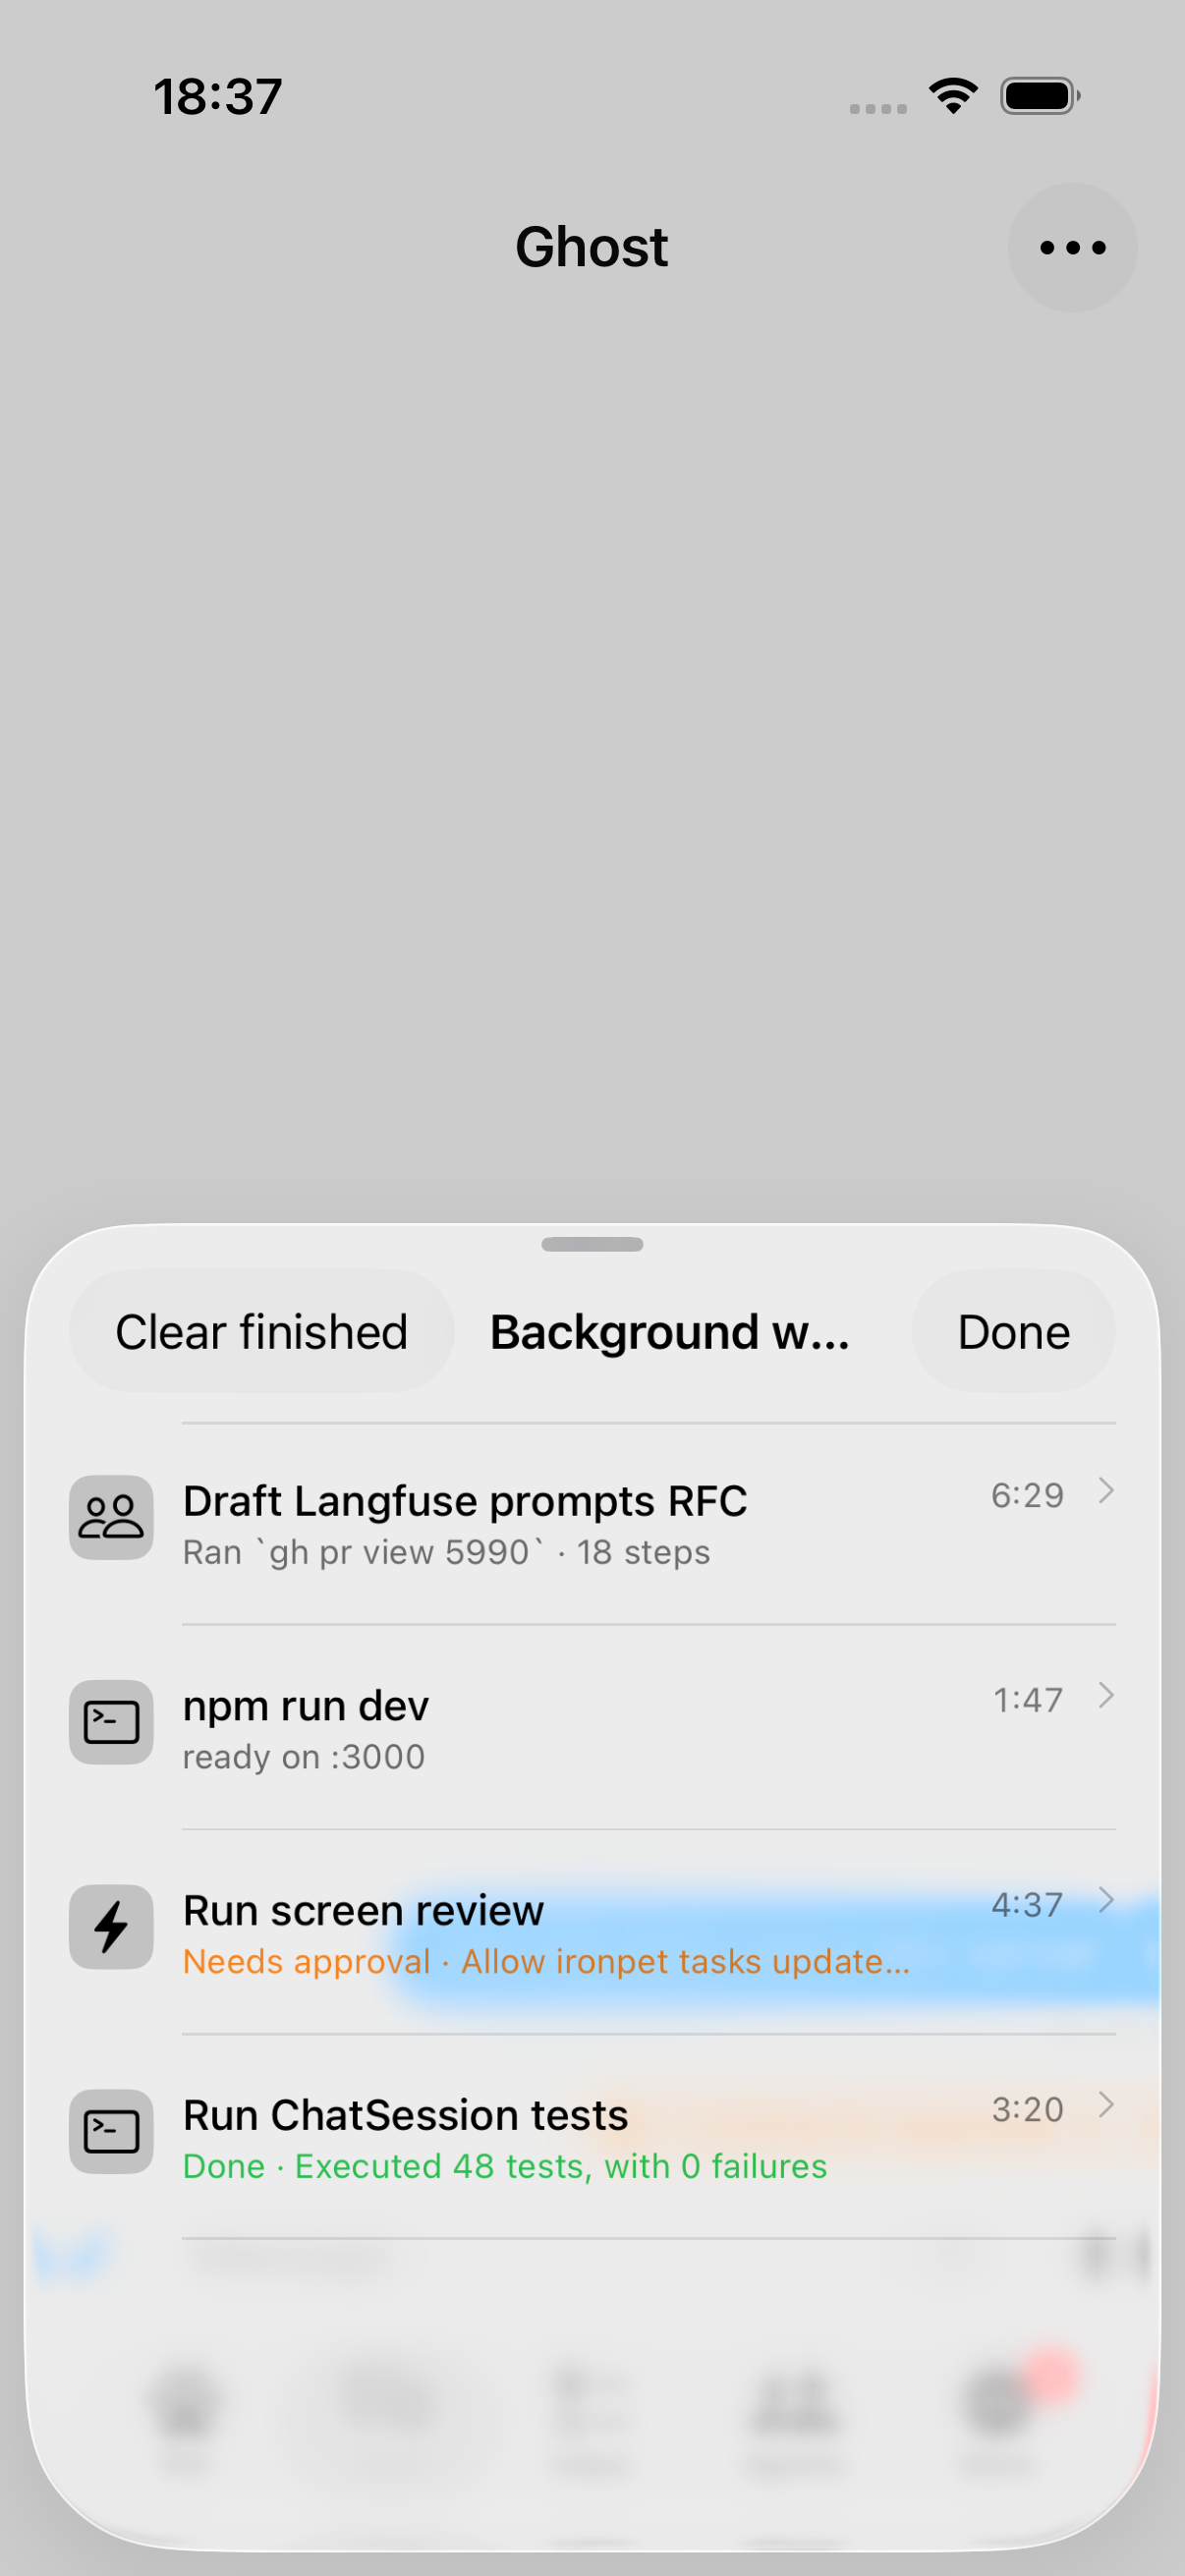 18:37
Ghost
Clear finished
Background w...
Done
Draft Langfuse prompts RFC
6:29
Ran `gh pr view 5990` · 18 steps
npm run dev
1:47
ready on :3000
Run screen review
4:37
Needs approval · Allow ironpet tasks update...
Run ChatSession tests
3:20
Done · Executed 48 tests, with 0 failures